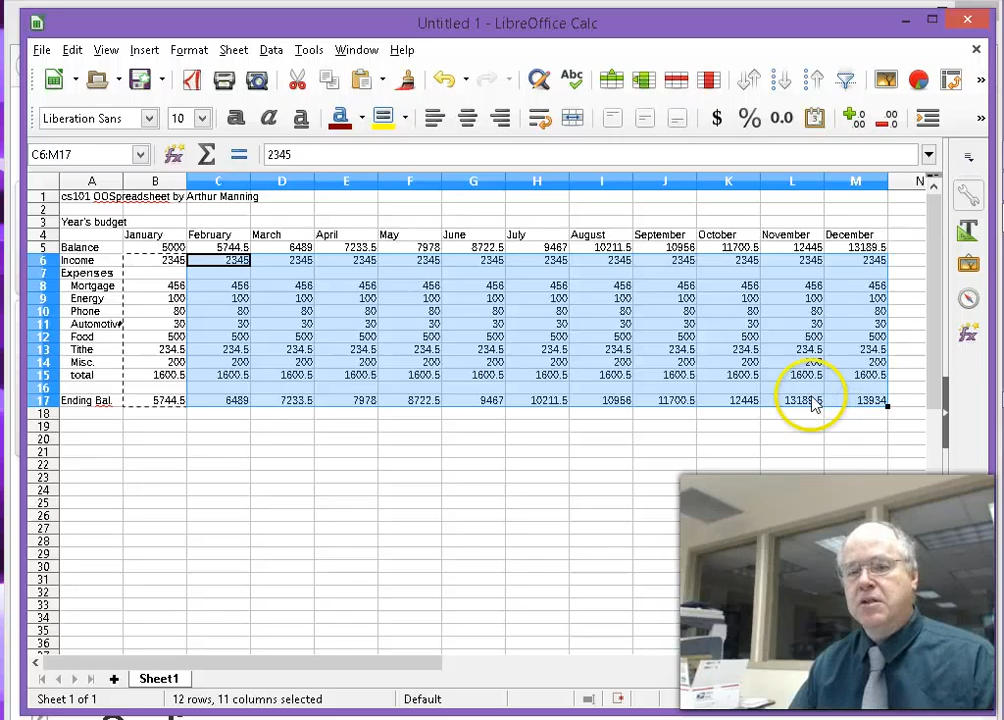 Untitled 1 - LibreOffice Calc
File Edit View Insert Format Sheet Data Tools Window Help
Liberation Sans 10 $ % 0.0
C6:M17 2345
A B C D E F G H I J K L M N
1 cs101 OOSpreadsheet by Arthur Manning
2
3 Year's budget
4 January February March April May June July August September October November December
5 Balance 5000 5744.5 6489 7233.5 7978 8722.5 9467 10211.5 10956 11700.5 12445 13189.5
6 Income 2345 2345 2345 2345 2345 2345 2345 2345 2345 2345 2345 2345
7 Expenses
8 Mortgage 456 456 456 456 456 456 456 456 456 456 456 456
9 Energy 100 100 100 100 100 100 100 100 100 100 100 100
10 Phone 80 80 80 80 80 80 80 80 80 80 80 80
11 Automotive 30 30 30 30 30 30 30 30 30 30 30 30
12 Food 500 500 500 500 500 500 500 500 500 500 500 500
13 Tithe 234.5 234.5 234.5 234.5 234.5 234.5 234.5 234.5 234.5 234.5 234.5 234.5
14 Misc. 200 200 200 200 200 200 200 200 200 200 200 200
15 total 1600.5 1600.5 1600.5 1600.5 1600.5 1600.5 1600.5 1600.5 1600.5 1600.5 1600.5 1600.5
16
17 Ending Bal. 5744.5 6489 7233.5 7978 8722.5 9467 10211.5 10956 11700.5 12445 13189.5 13934
18
19
20
21
22
23
24
25
26
27
28
29
30
31
32
33
34
35
36
Sheet1
Sheet 1 of 1 12 rows, 11 columns selected Default